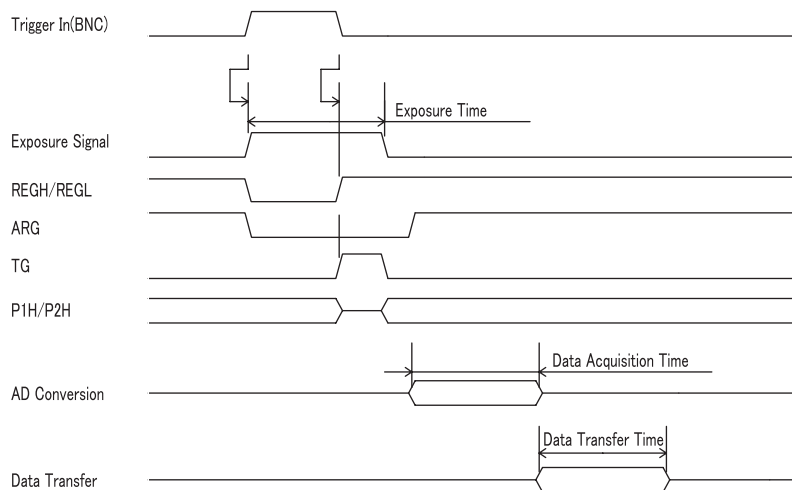 Trigger In(BNC)
Exposure Time
Exposure Signal
REGH/REGL
ARG
TG
P1H/P2H
Data Acquisition Time
AD Conversion
Data Transfer Time
Data Transfer